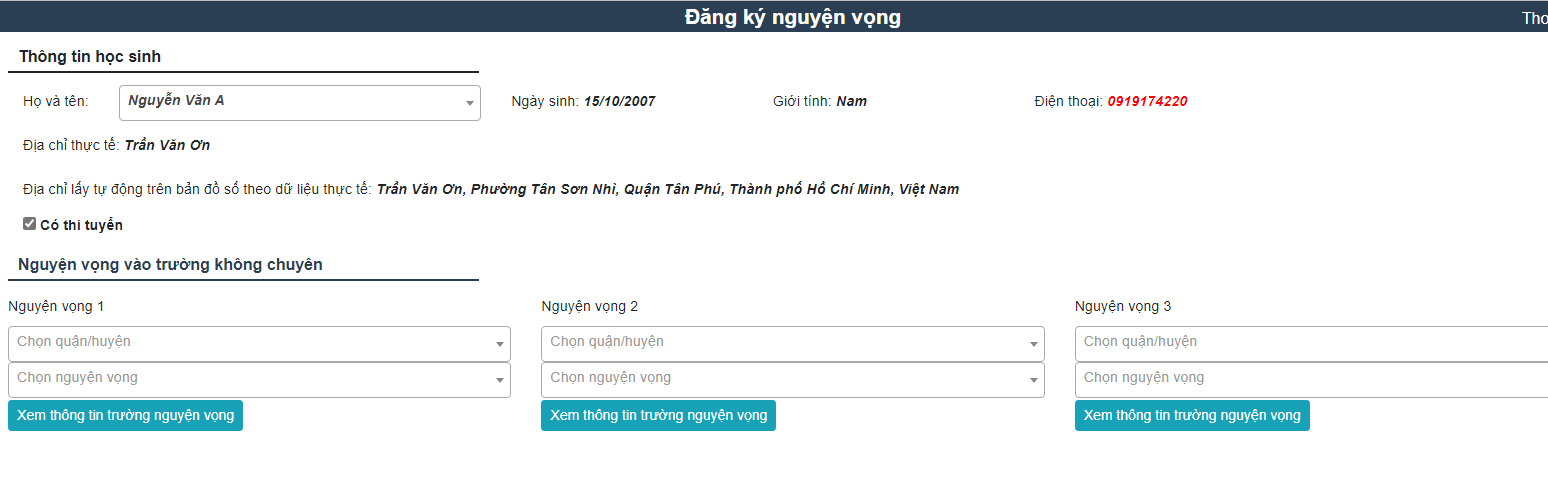 Đăng ký nguyện vọng
Tho
Thông tin học sinh
Họ và tên: Nguyễn Văn A Ngày sinh: 15/10/2007 Giới tính: Nam Điện thoại: 0919174220
Địa chỉ thực tế: Trần Văn Ơn
Địa chỉ lấy tự động trên bản đồ số theo dữ liệu thực tế: Trần Văn Ơn, Phường Tân Sơn Nhì, Quận Tân Phú, Thành phố Hồ Chí Minh, Việt Nam
Có thi tuyển
Nguyện vọng vào trường không chuyên
Nguyện vọng 1 Nguyện vọng 2 Nguyện vọng 3
Chọn quận/huyện Chọn quận/huyện Chọn quận/huyện
Chọn nguyện vọng Chọn nguyện vọng Chọn nguyện vọng
Xem thông tin trường nguyện vọng Xem thông tin trường nguyện vọng Xem thông tin trường nguyện vọng